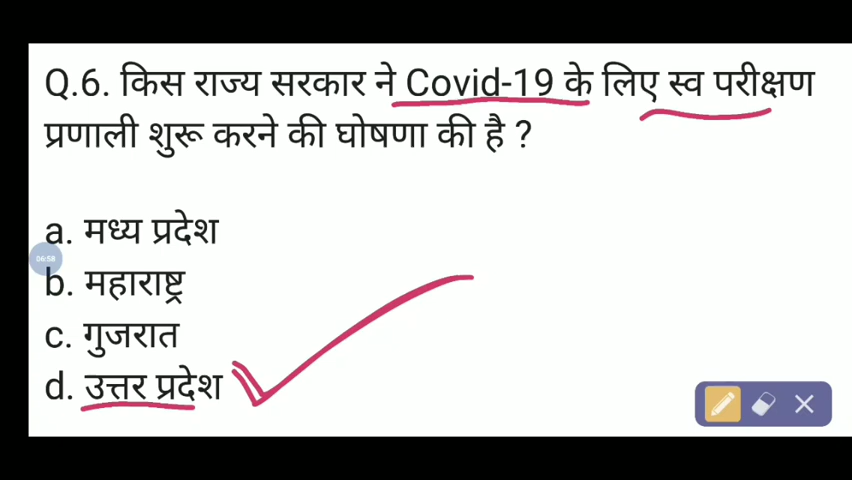 Q.6. किस राज्य सरकार ने Covid-19 के लिए स्व परीक्षण
प्रणाली शुरू करने की घोषणा की है ?
a. मध्य प्रदेश
06:58
b. महाराष्ट्र
c. गुजरात
d. उत्तर प्रदेश